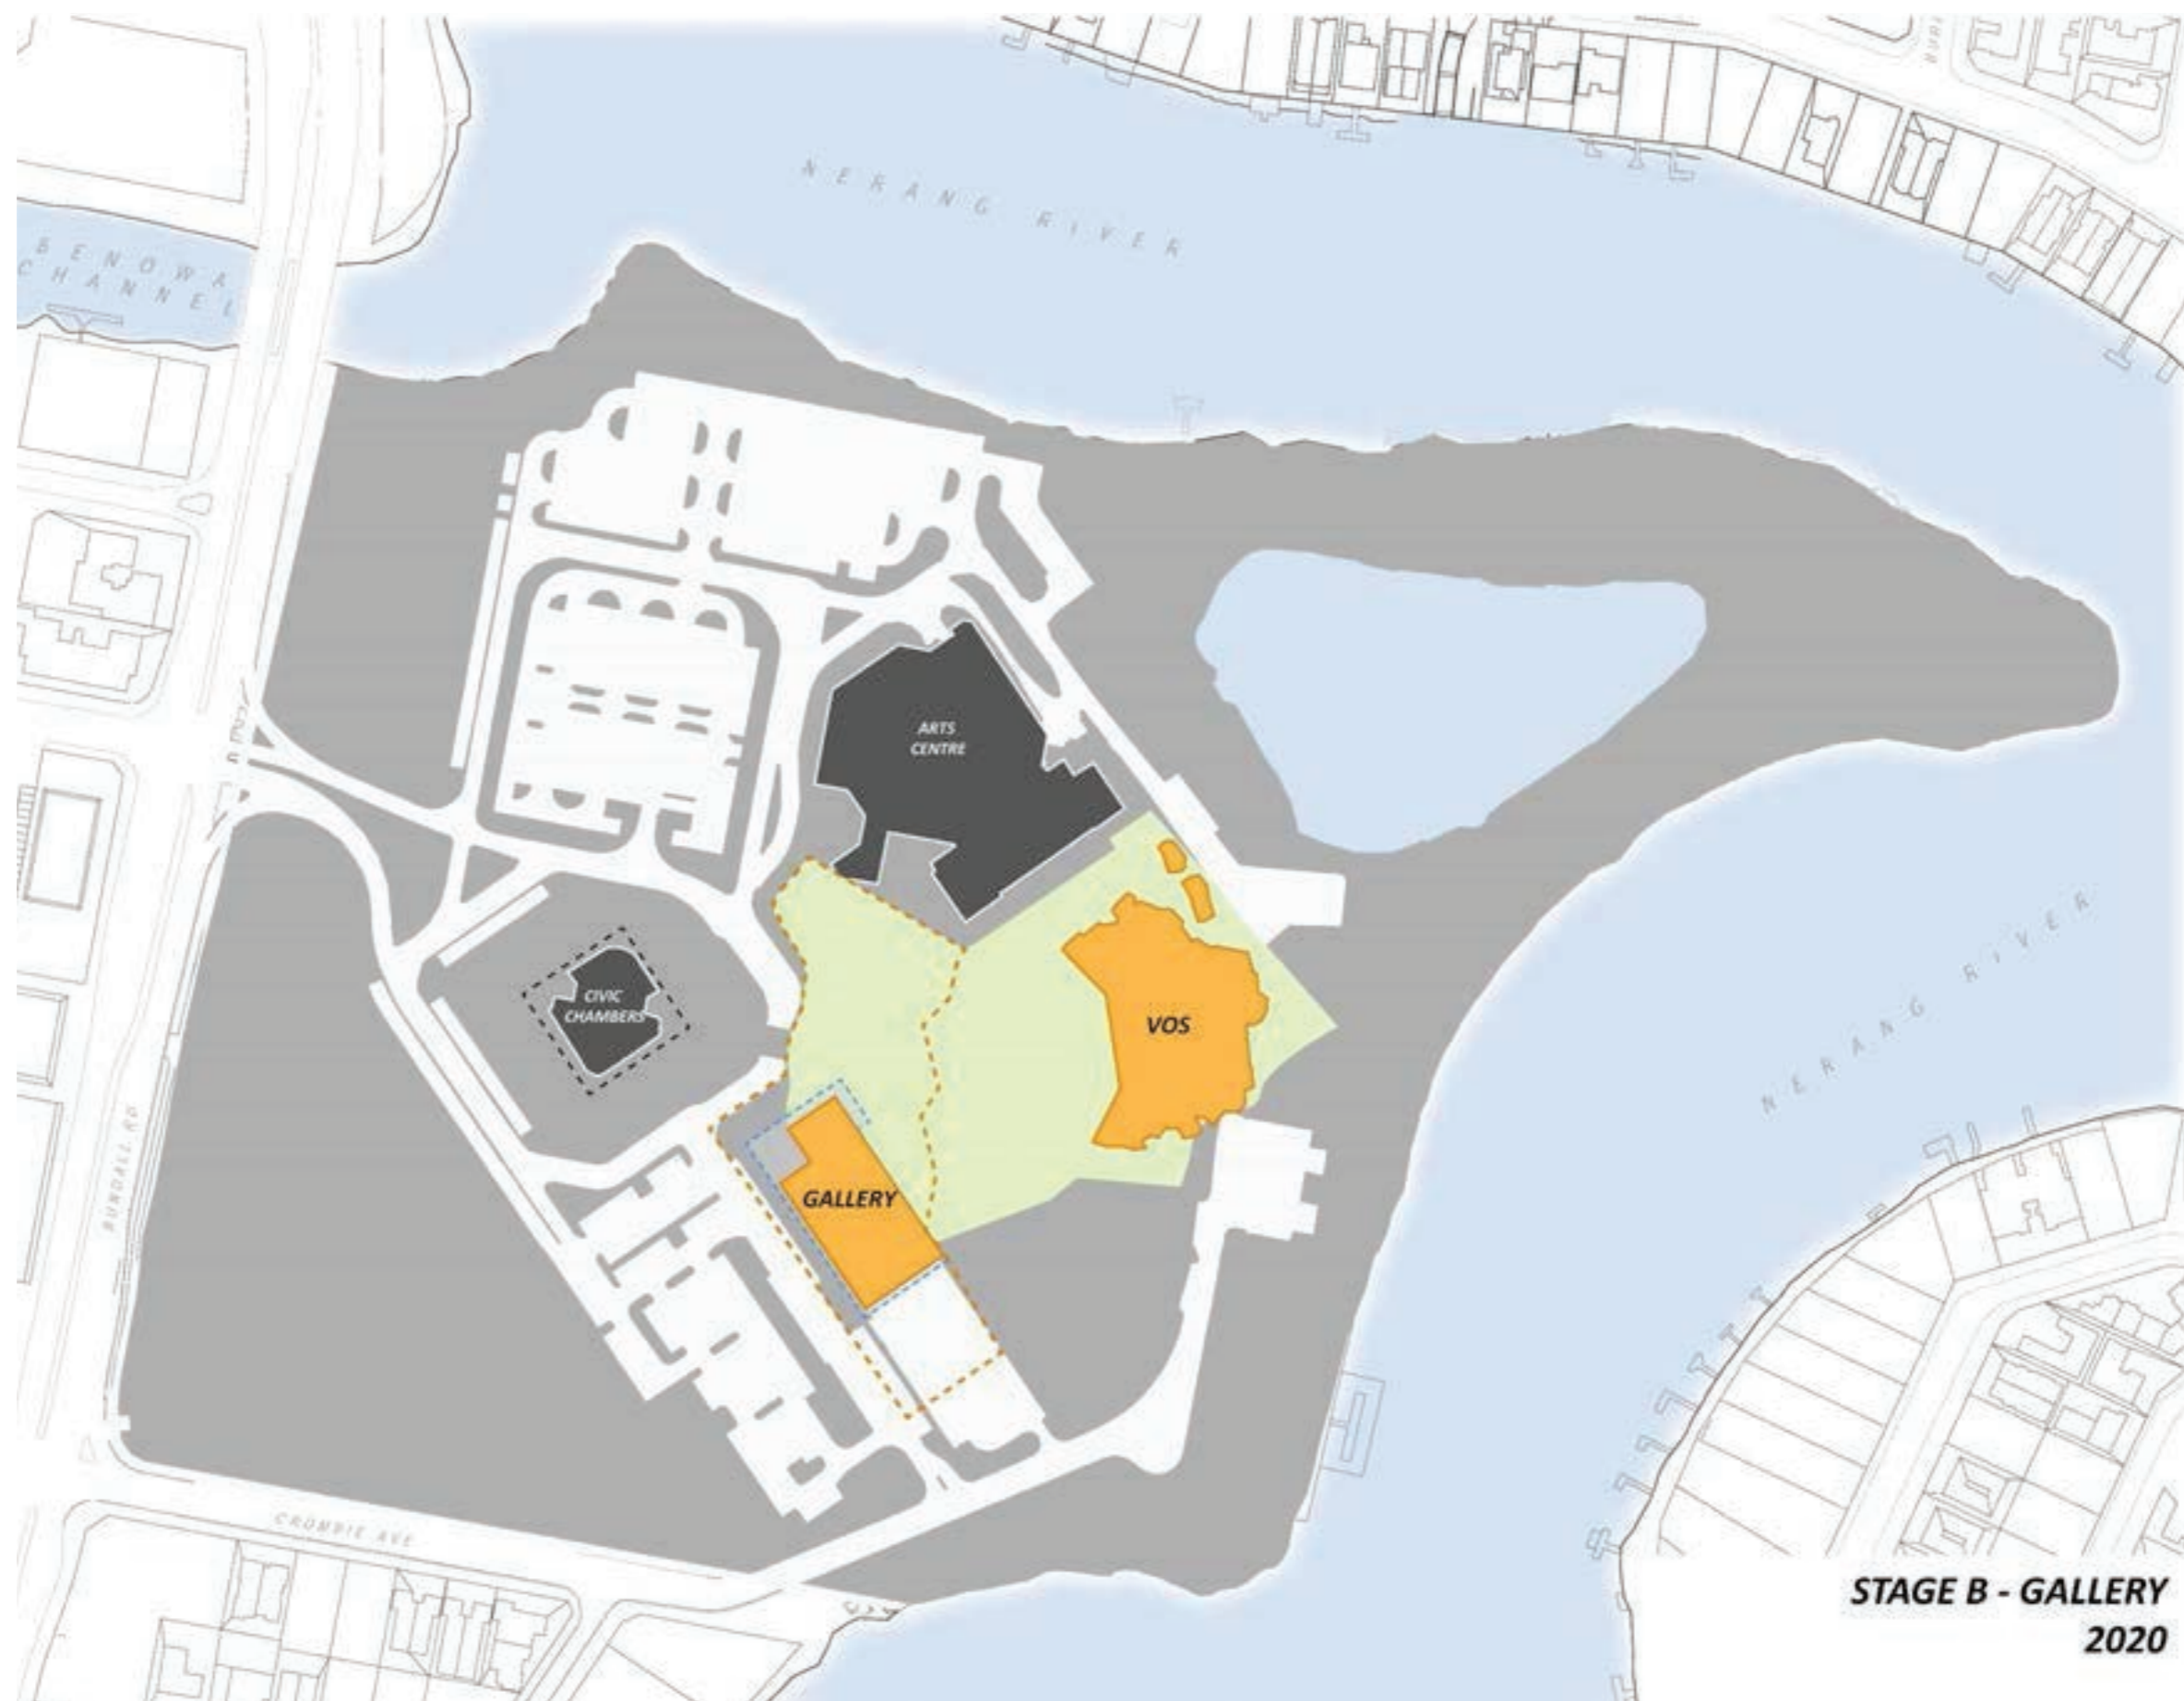 NERANG RIVER
BENOWA
CHANNEL
ARTS
CENTRE
CIVIC
CHAMBERS
VOS
NERANG RIVER
GALLERY
BUNDALL RD
CROMBIE AVE
STAGE B - GALLERY
2020